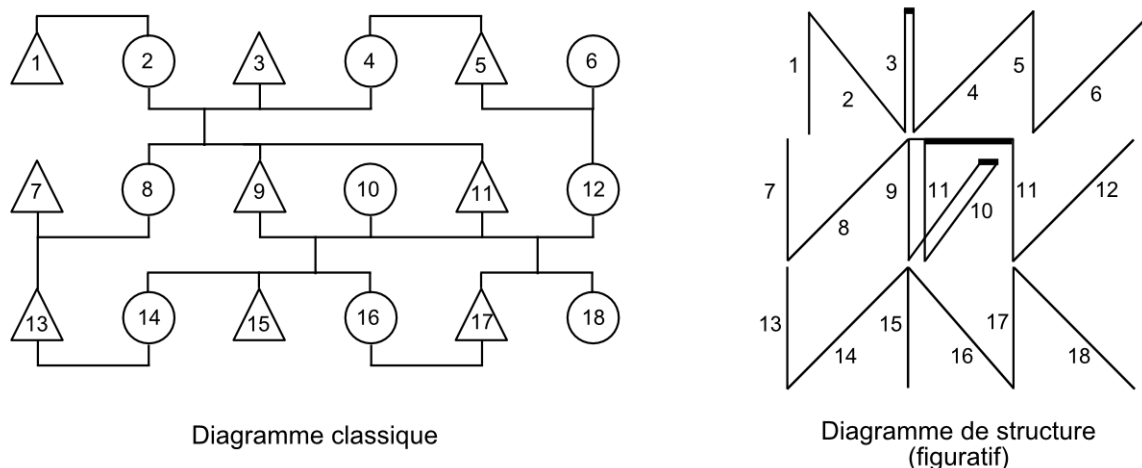 1 2 3 4 5 6
7 8 9 10 11 12
13 14 15 16 17 18
Diagramme classique
1 2 3 4 5 6
7 8 9 11 10 11 12
13 14 15 16 17 18
Diagramme de structure
(figuratif)